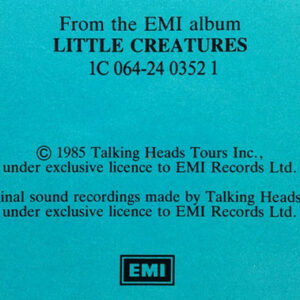 From the EMI album
LITTLE CREATURES
1C 064-24 0352 1
© 1985 Talking Heads Tours Inc.,
under exclusive licence to EMI Records Ltd.
inal sound recordings made by Talking Heads
under exclusive licence to EMI Records Ltd.
EMI